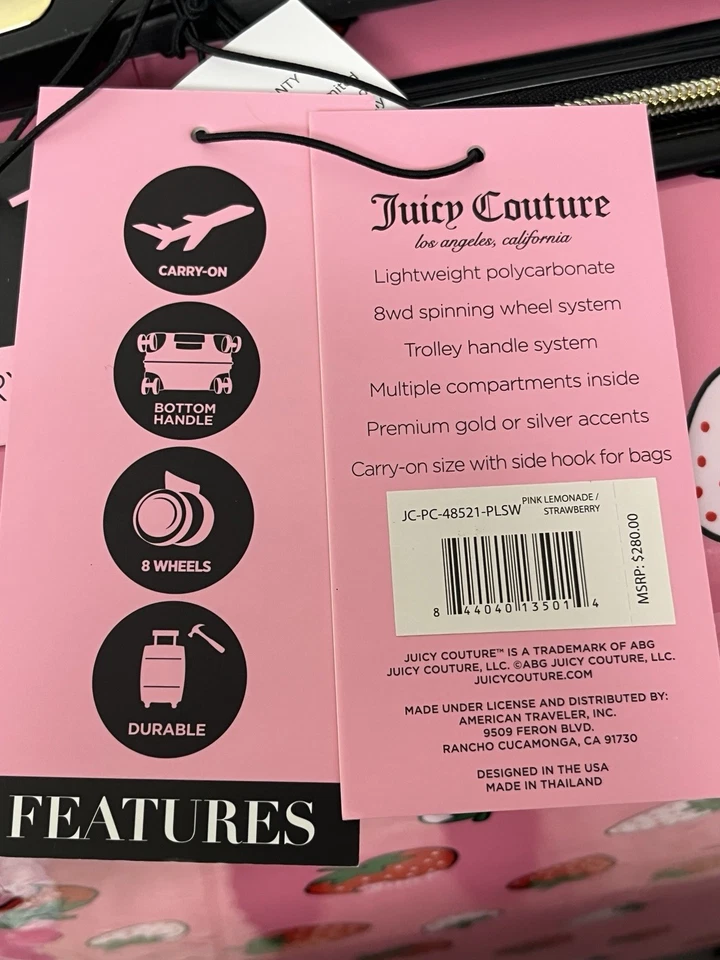 NTY
CARRY-ON
BOTTOM
HANDLE
8 WHEELS
DURABLE
FEATURES
Juicy Couture
los angeles, california
Lightweight polycarbonate
8wd spinning wheel system
Trolley handle system
Multiple compartments inside
Premium gold or silver accents
Carry-on size with side hook for bags
JC-PC-48521-PLSW
PINK LEMONADE /
STRAWBERRY
MSRP: $280.00
8 44040 13501 4
JUICY COUTURE™ IS A TRADEMARK OF ABG
JUICY COUTURE, LLC. ©ABG JUICY COUTURE, LLC.
JUICYCOUTURE.COM
MADE UNDER LICENSE AND DISTRIBUTED BY:
AMERICAN TRAVELER, INC.
9509 FERON BLVD.
RANCHO CUCAMONGA, CA 91730
DESIGNED IN THE USA
MADE IN THAILAND